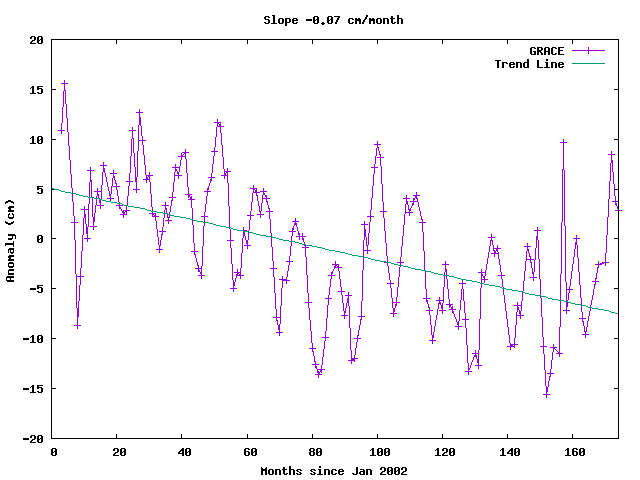 Slope -0.07 cm/month
GRACE
Trend Line
20
15
10
5
0
-5
-10
-15
-20
Anomaly (cm)
0 20 40 60 80 100 120 140 160
Months since Jan 2002